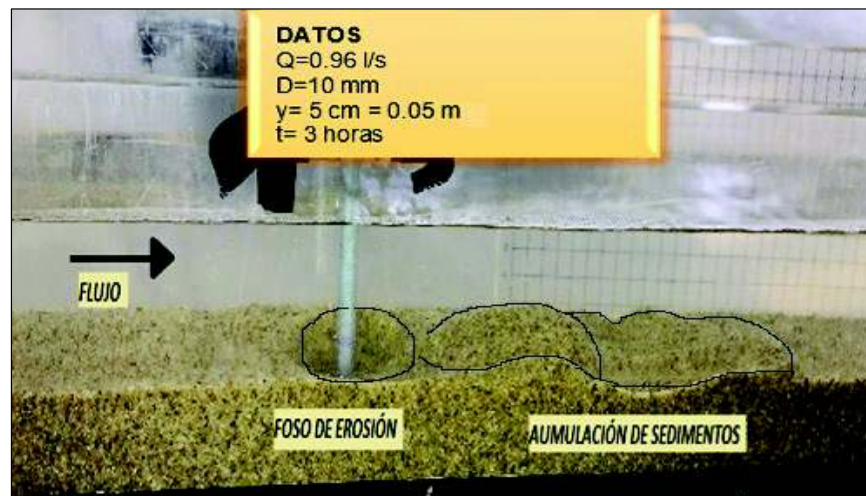 DATOS
Q=0.96 l/s
D=10 mm
y= 5 cm = 0.05 m
t= 3 horas
FLUJO
FOSO DE EROSIÓN
AUMULACIÓN DE SEDIMENTOS